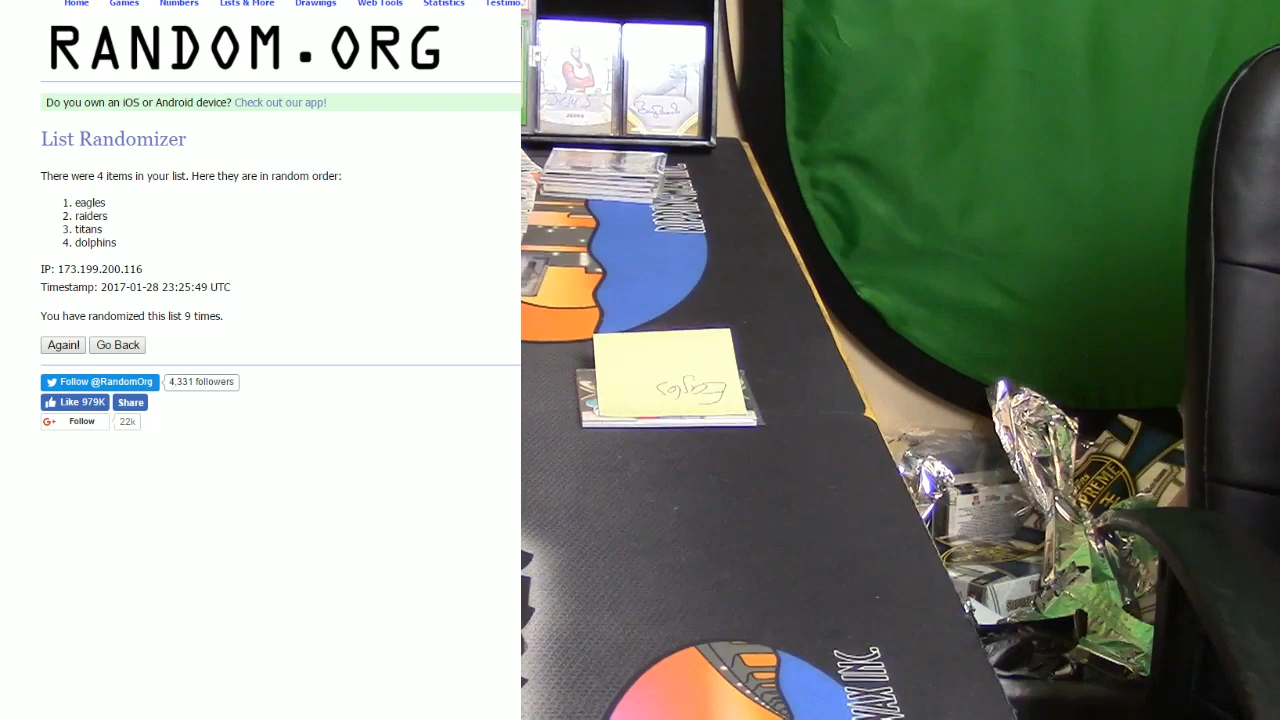 Home Games Numbers Lists & More Drawings Web Tools Statistics Testimo.
RANDOM.ORG
Do you own an iOS or Android device? Check out our app!
List Randomizer
There were 4 items in your list. Here they are in random order:
1. eagles
2. raiders
3. titans
4. dolphins
IP: 173.199.200.116
Timestamp: 2017-01-28 23:25:49 UTC
You have randomized this list 9 times.
Again! Go Back
Follow @RandomOrg 4,331 followers
Like 979K Share
G+ Follow 22k
Eagles
WAX INC.
SUPREME